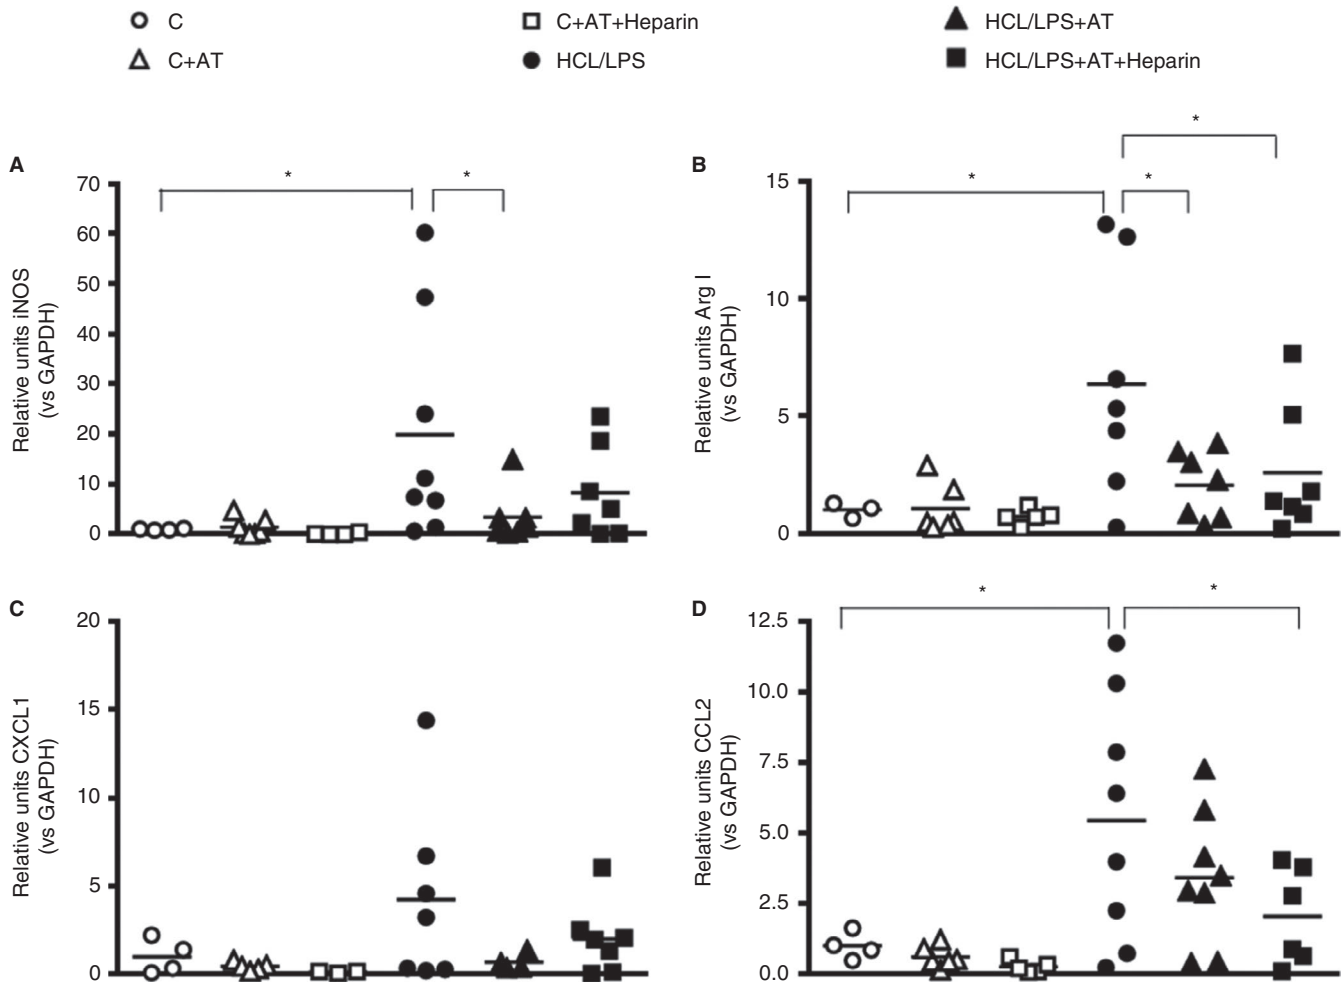 C
C+AT+Heparin
HCL/LPS+AT
C+AT
HCL/LPS
HCL/LPS+AT+Heparin
A
Relative units iNOS
(vs GAPDH)
70
60
50
40
30
20
10
0
*
*
B
Relative units Arg I
(vs GAPDH)
15
10
5
0
*
*
*
C
Relative units CXCL1
(vs GAPDH)
20
15
10
5
0
D
Relative units CCL2
(vs GAPDH)
12.5
10.0
7.5
5.0
2.5
0.0
*
*